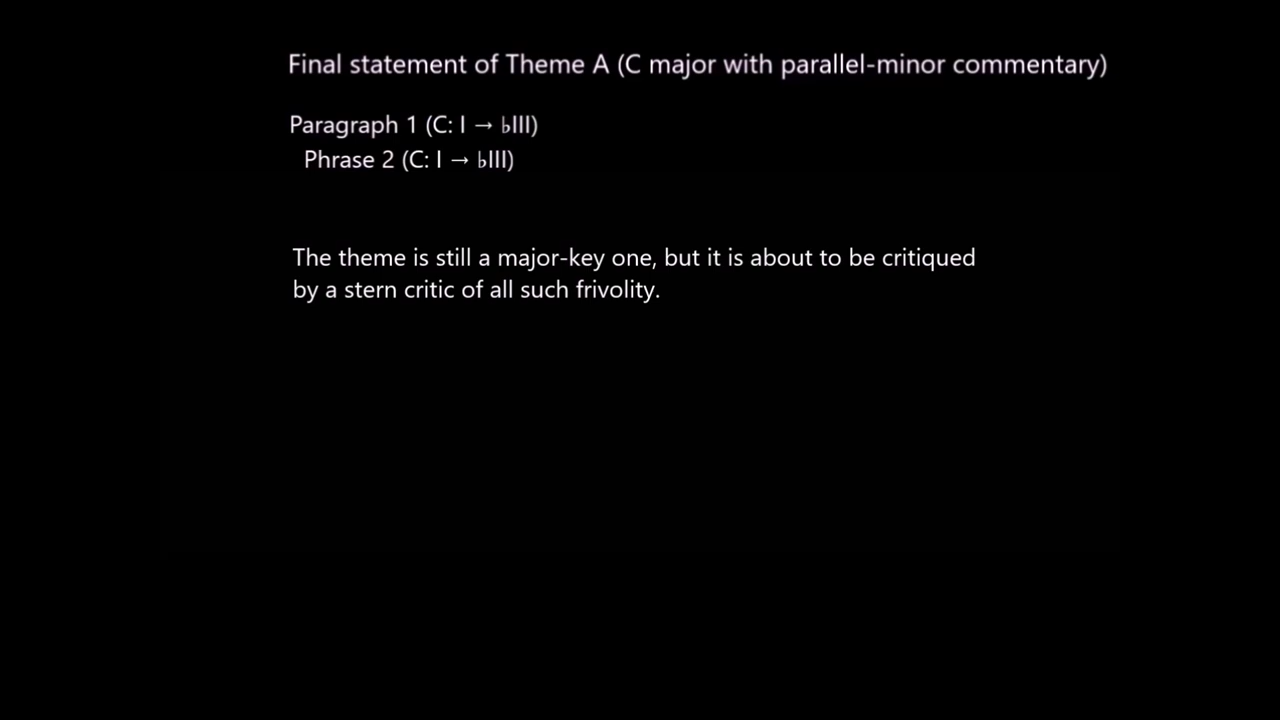 Final statement of Theme A (C major with parallel-minor commentary)
Paragraph 1 (C: I → ♭III)
Phrase 2 (C: I → ♭III)
The theme is still a major-key one, but it is about to be critiqued
by a stern critic of all such frivolity.